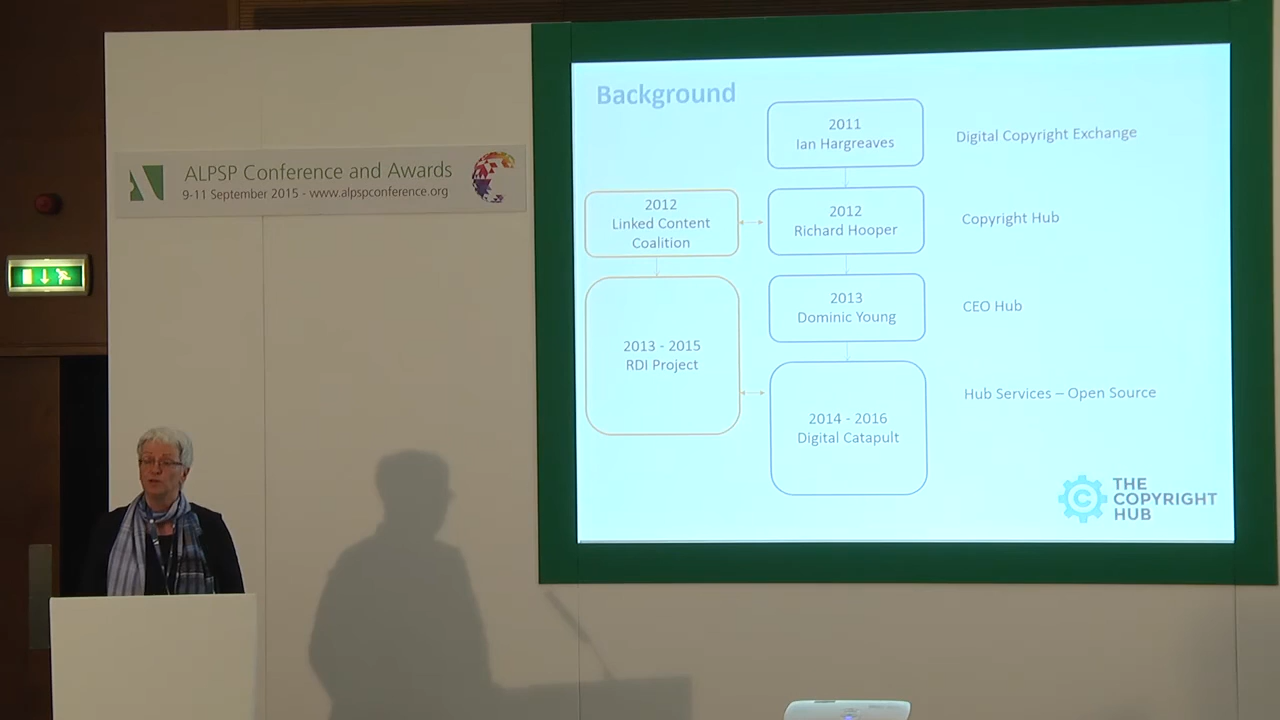 ALPSP Conference and Awards
9-11 September 2015 - www.alpspconference.org
Background
2011
Ian Hargreaves
Digital Copyright Exchange
2012
Linked Content
Coalition
2012
Richard Hooper
Copyright Hub
2013
Dominic Young
CEO Hub
2013 - 2015
RDI Project
2014 - 2016
Digital Catapult
Hub Services – Open Source
THE
COPYRIGHT
HUB